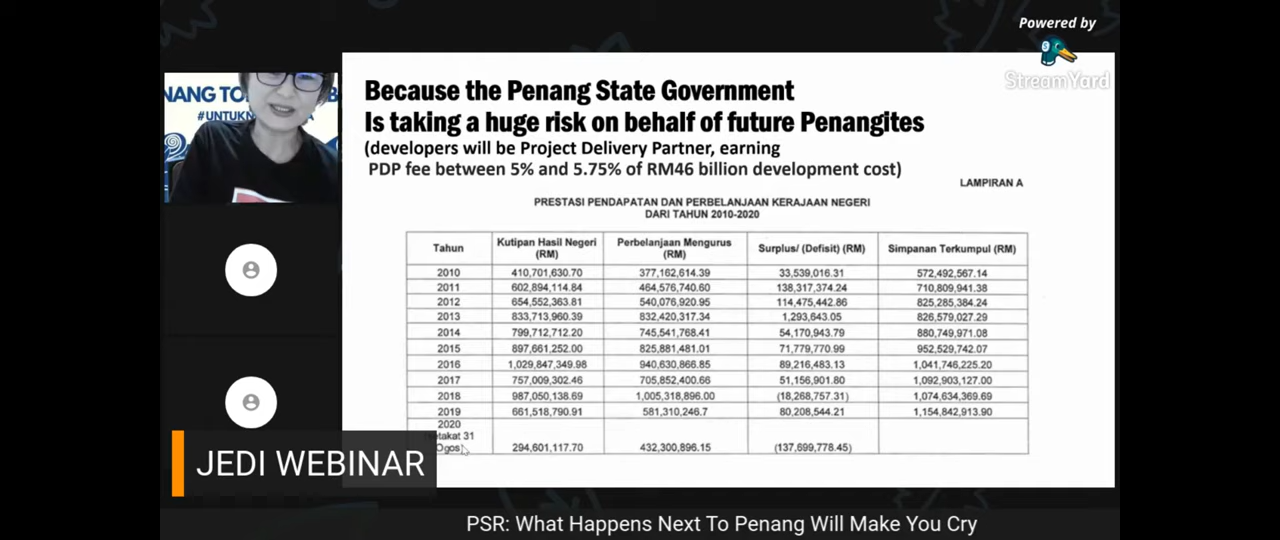 Powered by
StreamYard
NANG TO
B
#UNTUKN
A
Because the Penang State Government
Is taking a huge risk on behalf of future Penangites
(developers will be Project Delivery Partner, earning
PDP fee between 5% and 5.75% of RM46 billion development cost)
LAMPIRAN A
PRESTASI PENDAPATAN DAN PERBELANJAAN KERAJAAN NEGERI
DARI TAHUN 2010-2020
Tahun Kutipan Hasil Negeri (RM) Perbelanjaan Mengurus (RM) Surplus/ (Defisit) (RM) Simpanan Terkumpul (RM)
2010 410,701,630.70 377,162,614.39 33,539,016.31 572,492,567.14
2011 602,894,114.84 464,576,740.60 138,317,374.24 710,809,941.38
2012 654,552,363.81 540,076,920.95 114,475,442.86 825,285,384.24
2013 833,713,960.39 832,420,317.34 1,293,643.05 826,579,027.29
2014 799,712,712.20 745,541,768.41 54,170,943.79 880,749,971.08
2015 897,661,252.00 825,881,481.01 71,779,770.99 952,529,742.07
2016 1,029,847,349.98 940,630,866.85 89,216,483.13 1,041,746,225.20
2017 757,009,302.46 705,852,400.66 51,156,901.80 1,092,903,127.00
2018 987,050,138.69 1,005,318,896.00 (18,268,757.31) 1,074,634,369.69
2019 661,518,790.91 581,310,246.7 80,208,544.21 1,154,842,913.90
2020
etakat 31
Ogos) 294,601,117.70 432,300,896.15 (137,699,778.45)
JEDI WEBINAR
PSR: What Happens Next To Penang Will Make You Cry